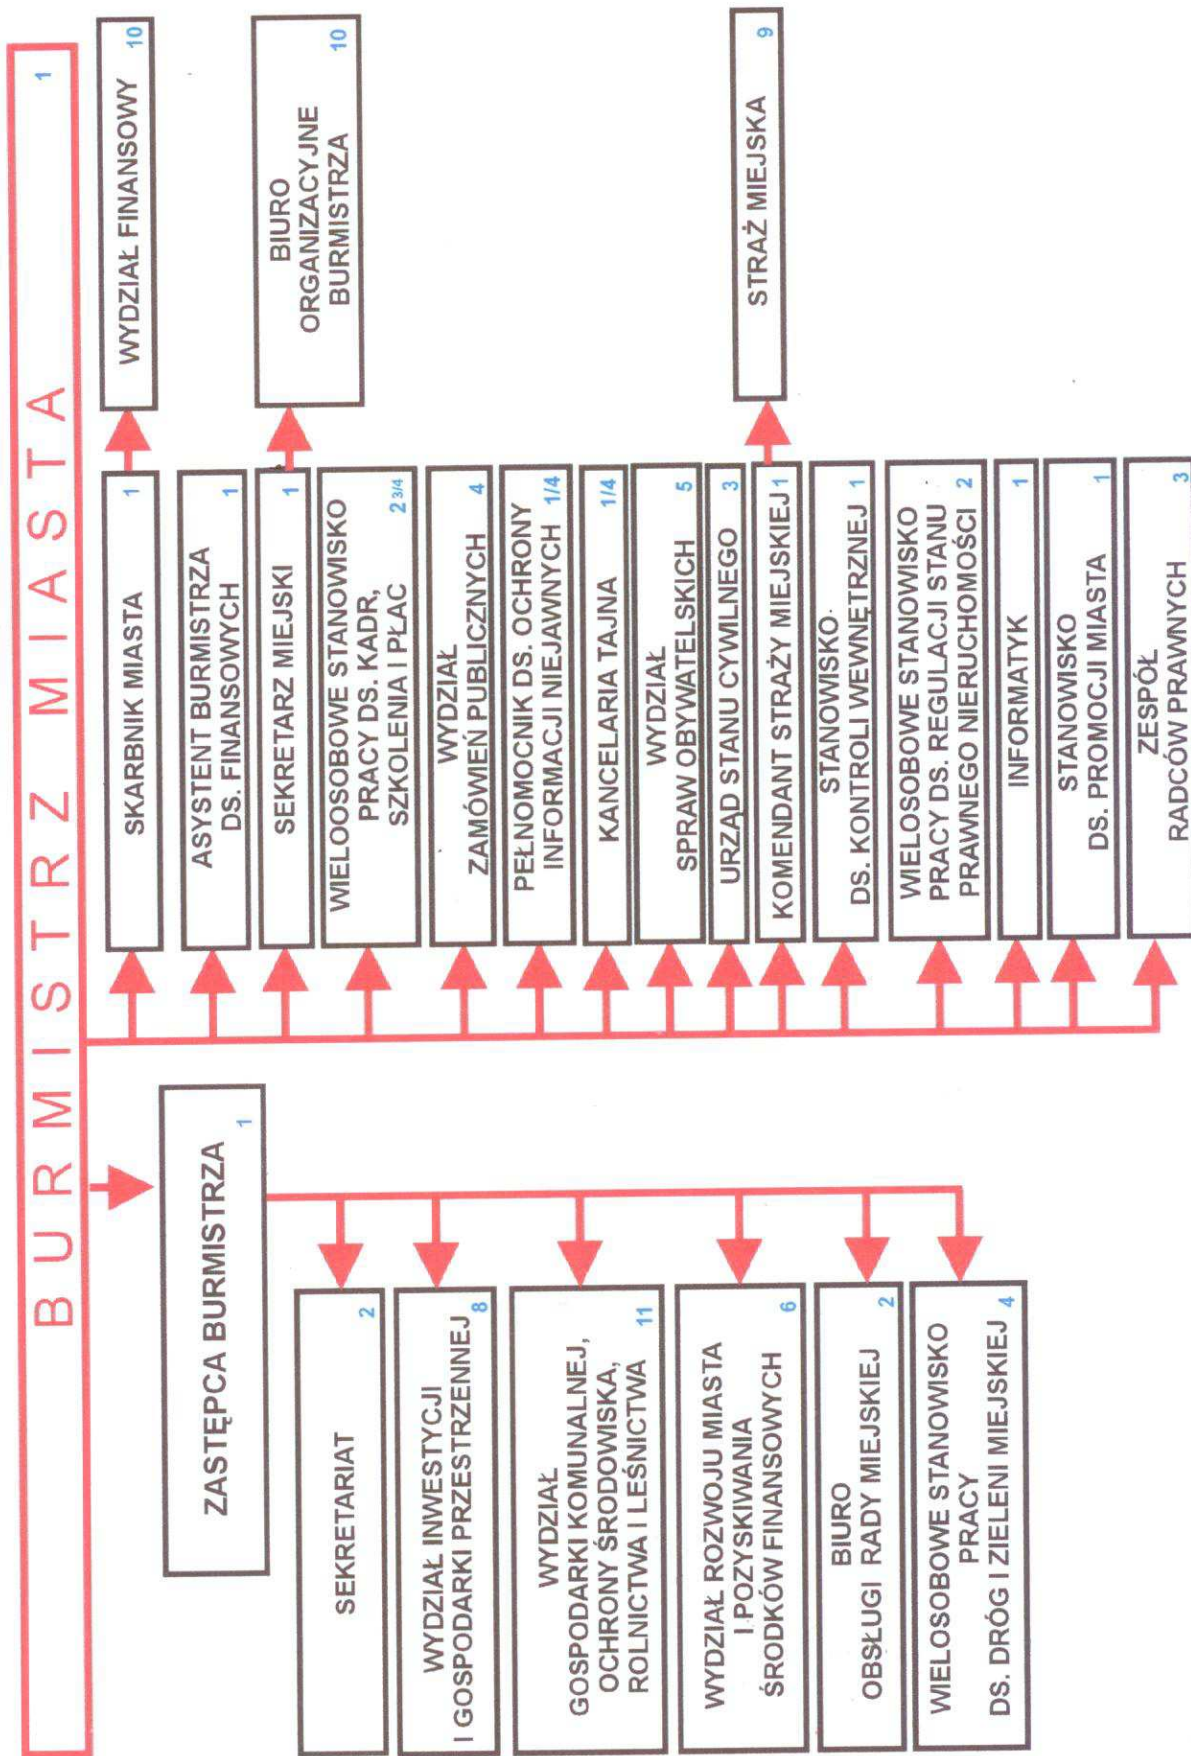 BURMISTRZ MIASTA
1
ZASTĘPCA BURMISTRZA
1
SEKRETARIAT
2
WYDZIAŁ INWESTYCJI
I GOSPODARKI PRZESTRZENNEJ
8
WYDZIAŁ
GOSPODARKI KOMUNALNEJ,
OCHRONY ŚRODOWISKA,
ROLNICTWA I LEŚNICTWA
11
WYDZIAŁ ROZWOJU MIASTA
I POZYSKIWANIA
ŚRODKÓW FINANSOWYCH
6
BIURO
OBSŁUGI RADY MIEJSKIEJ
2
WIELOSOBOWE STANOWISKO
PRACY
DS. DRÓG I ZIELENI MIEJSKIEJ
4
SKARBNIK MIASTA
1
ASYSTENT BURMISTRZA
DS. FINANSOWYCH
1
SEKRETARZ MIEJSKI
1
WIELOOSOBOWE STANOWISKO
PRACY DS. KADR,
SZKOLENIA I PŁAC
2 3/4
WYDZIAŁ
ZAMÓWIEŃ PUBLICZNYCH
4
PEŁNOMOCNIK DS. OCHRONY
INFORMACJI NIEJAWNYCH
1/4
KANCELARIA TAJNA
1/4
WYDZIAŁ
SPRAW OBYWATELSKICH
5
URZĄD STANU CYWILNEGO
3
KOMENDANT STRAŻY MIEJSKIEJ
1
STANOWISKO
DS. KONTROLI WEWNĘTRZNEJ
1
WIELOSOBOWE STANOWISKO
PRACY DS. REGULACJI STANU
PRAWNEGO NIERUCHOMOŚCI
2
INFORMATYK
1
STANOWISKO
DS. PROMOCJI MIASTA
1
ZESPÓŁ
RADCÓW PRAWNYCH
3
WYDZIAŁ FINANSOWY
10
BIURO
ORGANIZACYJNE
BURMISTRZA
10
STRAŻ MIEJSKA
9